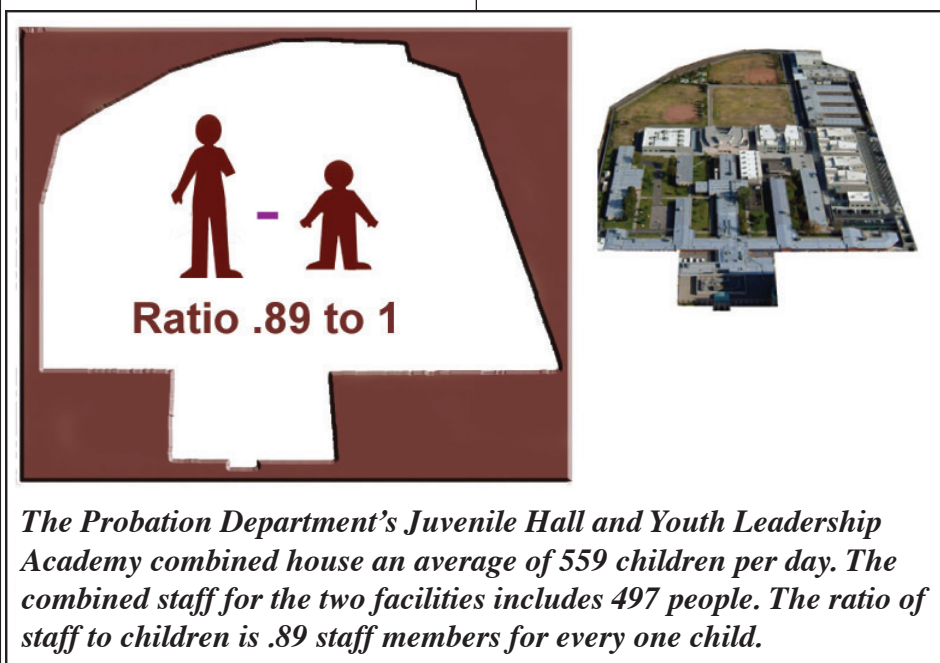 Ratio .89 to 1
The Probation Department's Juvenile Hall and Youth Leadership
Academy combined house an average of 559 children per day. The
combined staff for the two facilities includes 497 people. The ratio of
staff to children is .89 staff members for every one child.